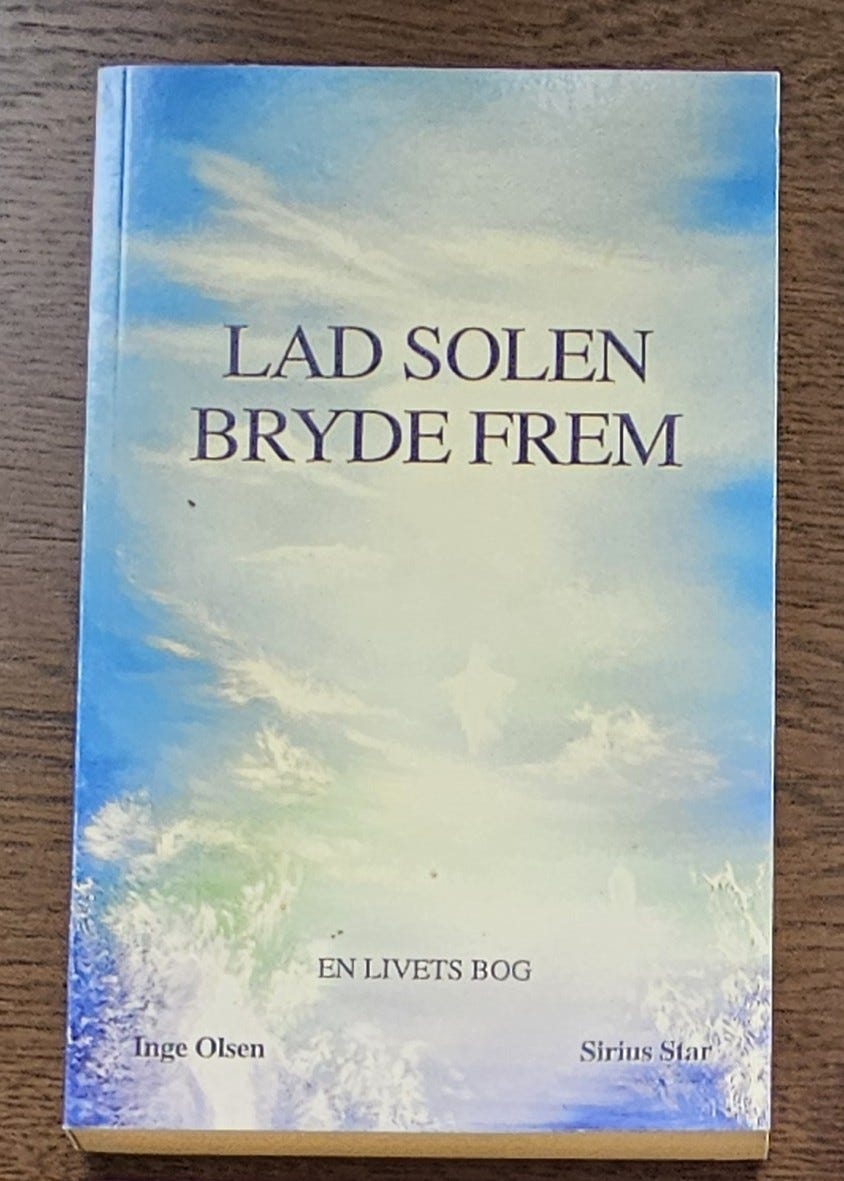 LAD SOLEN
BRYDE FREM
EN LIVETS BOG
Inge Olsen
Sirius Star